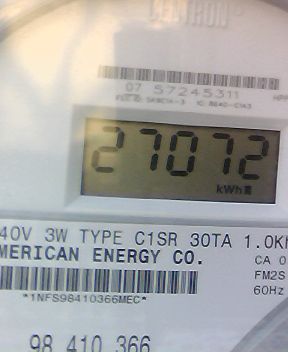 CENTRON®
07 57245311
27072
kWh
40V 3W TYPE C1SR 30TA 1.0K
MERICAN ENERGY CO.
CA 0
FM2S
60Hz
*1NFS98410366MEC*
98 410 366